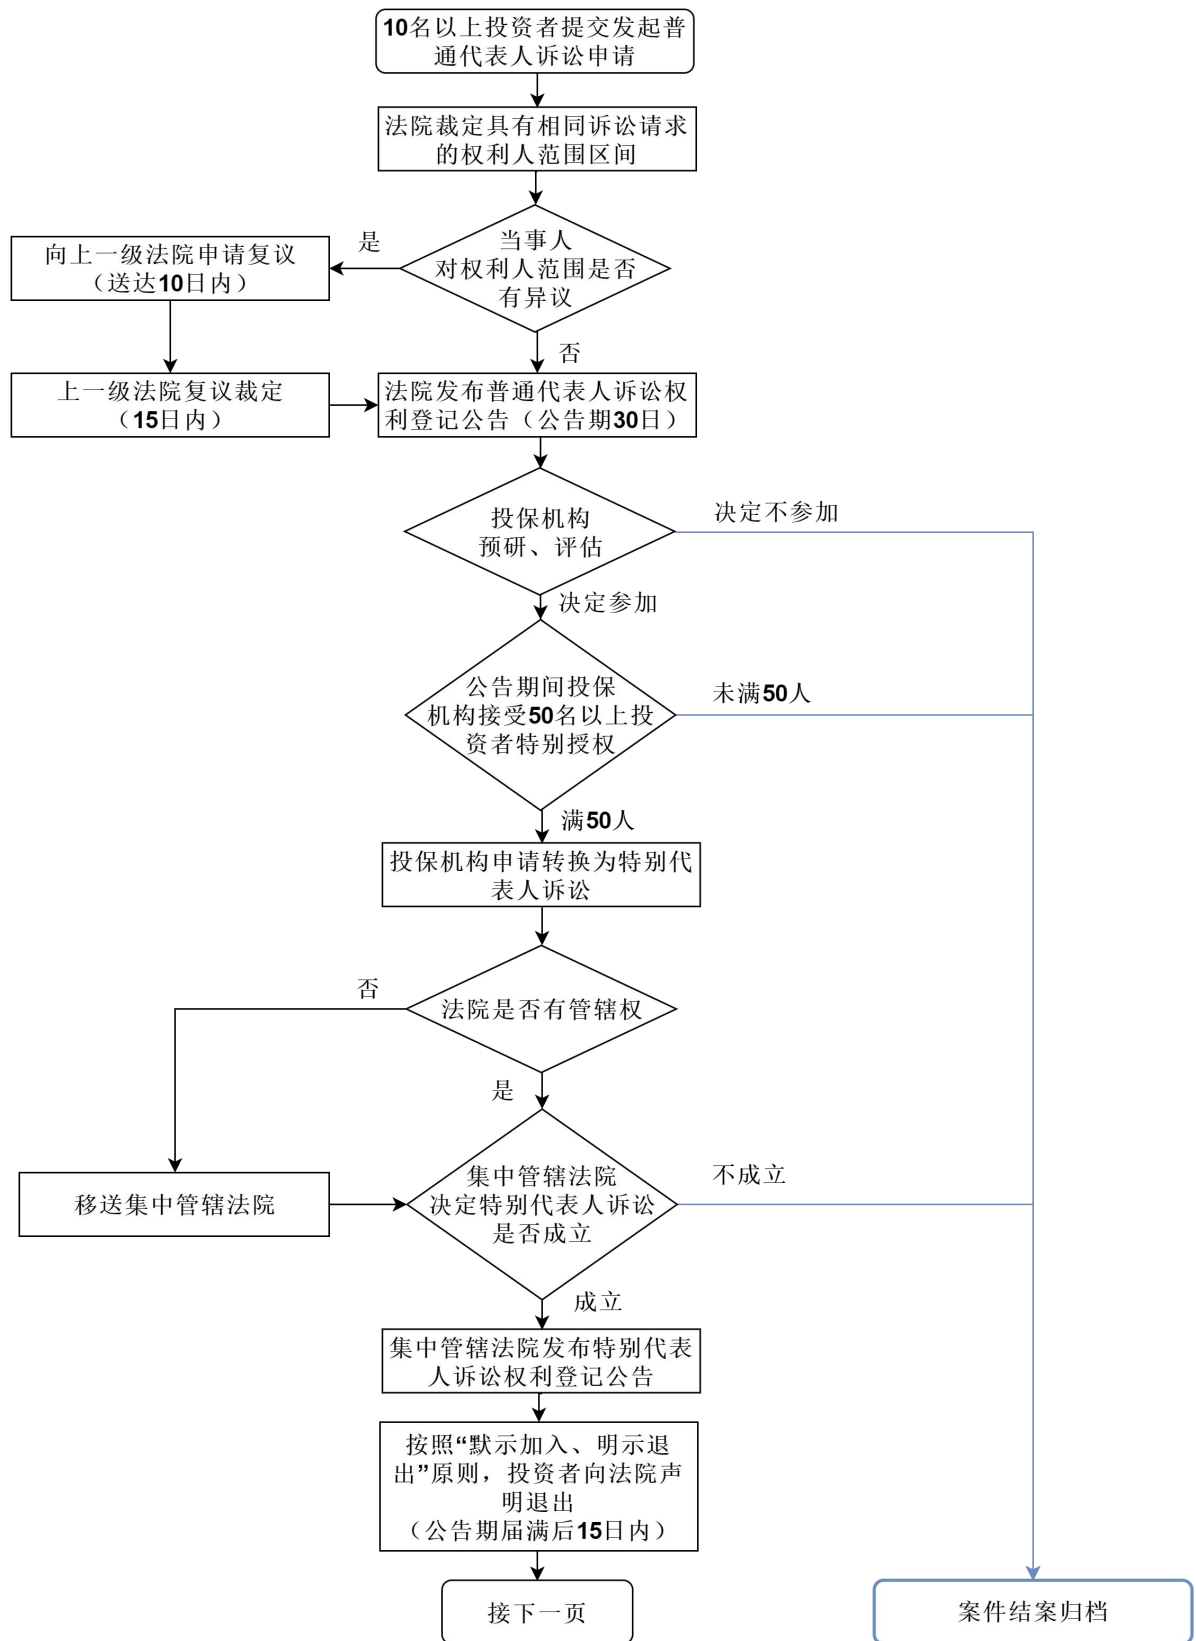 10名以上投资者提交发起普
通代表人诉讼申请
法院裁定具有相同诉讼请求
的权利人范围区间
当事人
对权利人范围是否
有异议
是
向上一级法院申请复议
（送达10日内）
否
上一级法院复议裁定
（15日内）
法院发布普通代表人诉讼权
利登记公告（公告期30日）
投保机构
预研、评估
决定不参加
决定参加
公告期间投保
机构接受50名以上投
资者特别授权
未满50人
满50人
投保机构申请转换为特别代
表人诉讼
法院是否有管辖权
否
是
移送集中管辖法院
集中管辖法院
决定特别代表人诉讼
是否成立
不成立
成立
集中管辖法院发布特别代表
人诉讼权利登记公告
按照“默示加入、明示退
出”原则，投资者向法院声
明退出
（公告期届满后15日内）
接下一页
案件结案归档